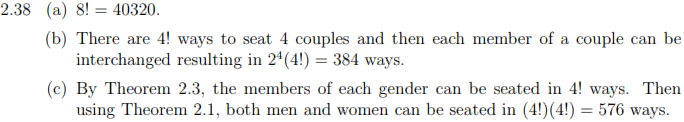 2.38 (a) 8! = 40320.
(b) There are 4! ways to seat 4 couples and then each member of a couple can be
interchanged resulting in 2⁴(4!) = 384 ways.
(c) By Theorem 2.3, the members of each gender can be seated in 4! ways. Then
using Theorem 2.1, both men and women can be seated in (4!)(4!) = 576 ways.